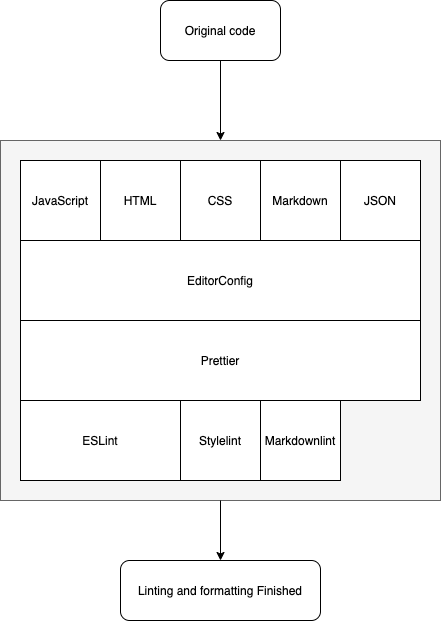 Original code
JavaScript HTML CSS Markdown JSON
EditorConfig
Prettier
ESLint Stylelint Markdownlint
Linting and formatting Finished